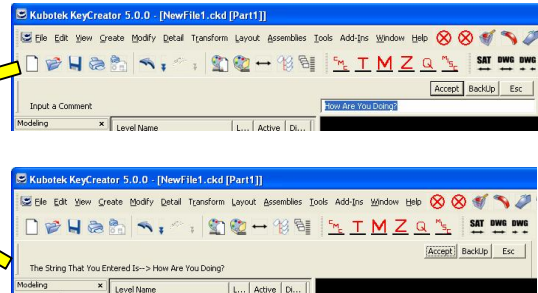 Kubotek KeyCreator 5.0.0 - [NewFile1.ckd [Part1]]
File Edit View Create Modify Detail Transform Layout Assemblies Tools Add-Ins Window Help
T M Z Q SAT DWG DWG
Accept BackUp Esc
Input a Comment How Are You Doing?
Modeling x Level Name L... Active Di...
Kubotek KeyCreator 5.0.0 - [NewFile1.ckd [Part1]]
File Edit View Create Modify Detail Transform Layout Assemblies Tools Add-Ins Window Help
T M Z Q SAT DWG DWG
Accept BackUp Esc
The String That You Entered Is--> How Are You Doing?
Modeling x Level Name L... Active Di...